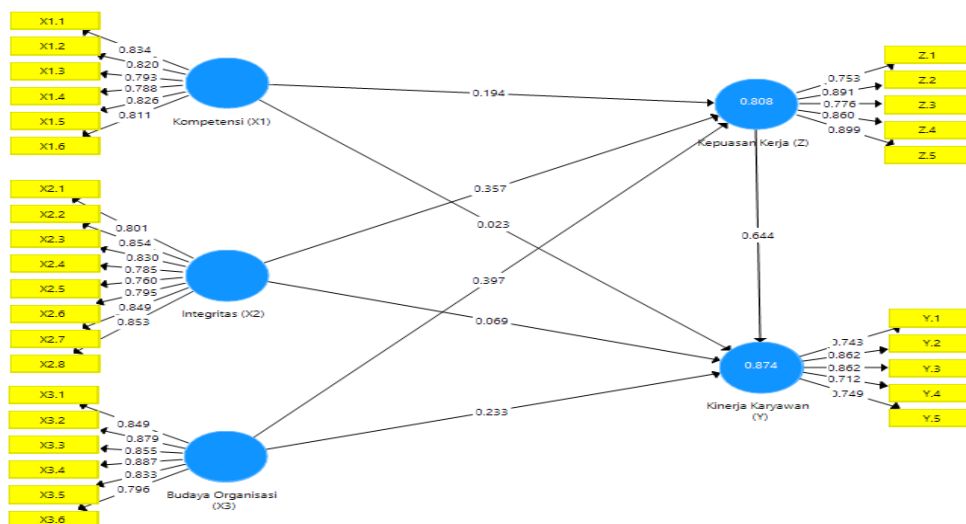 X1.1
X1.2
X1.3
X1.4
X1.5
X1.6
0.834
0.820
0.793
0.788
0.826
0.811
Kompetensi (X1)
X2.1
X2.2
X2.3
X2.4
X2.5
X2.6
X2.7
X2.8
0.801
0.854
0.830
0.785
0.760
0.795
0.849
0.853
Integritas (X2)
X3.1
X3.2
X3.3
X3.4
X3.5
X3.6
0.849
0.879
0.855
0.887
0.833
0.796
Budaya Organisasi
(X3)
0.194
0.357
0.023
0.397
0.069
0.233
0.644
0.808
Kepuasan Kerja (Z)
0.753
0.891
0.776
0.860
0.899
Z.1
Z.2
Z.3
Z.4
Z.5
0.874
Kinerja Karyawan
(Y)
0.743
0.862
0.862
0.712
0.749
Y.1
Y.2
Y.3
Y.4
Y.5